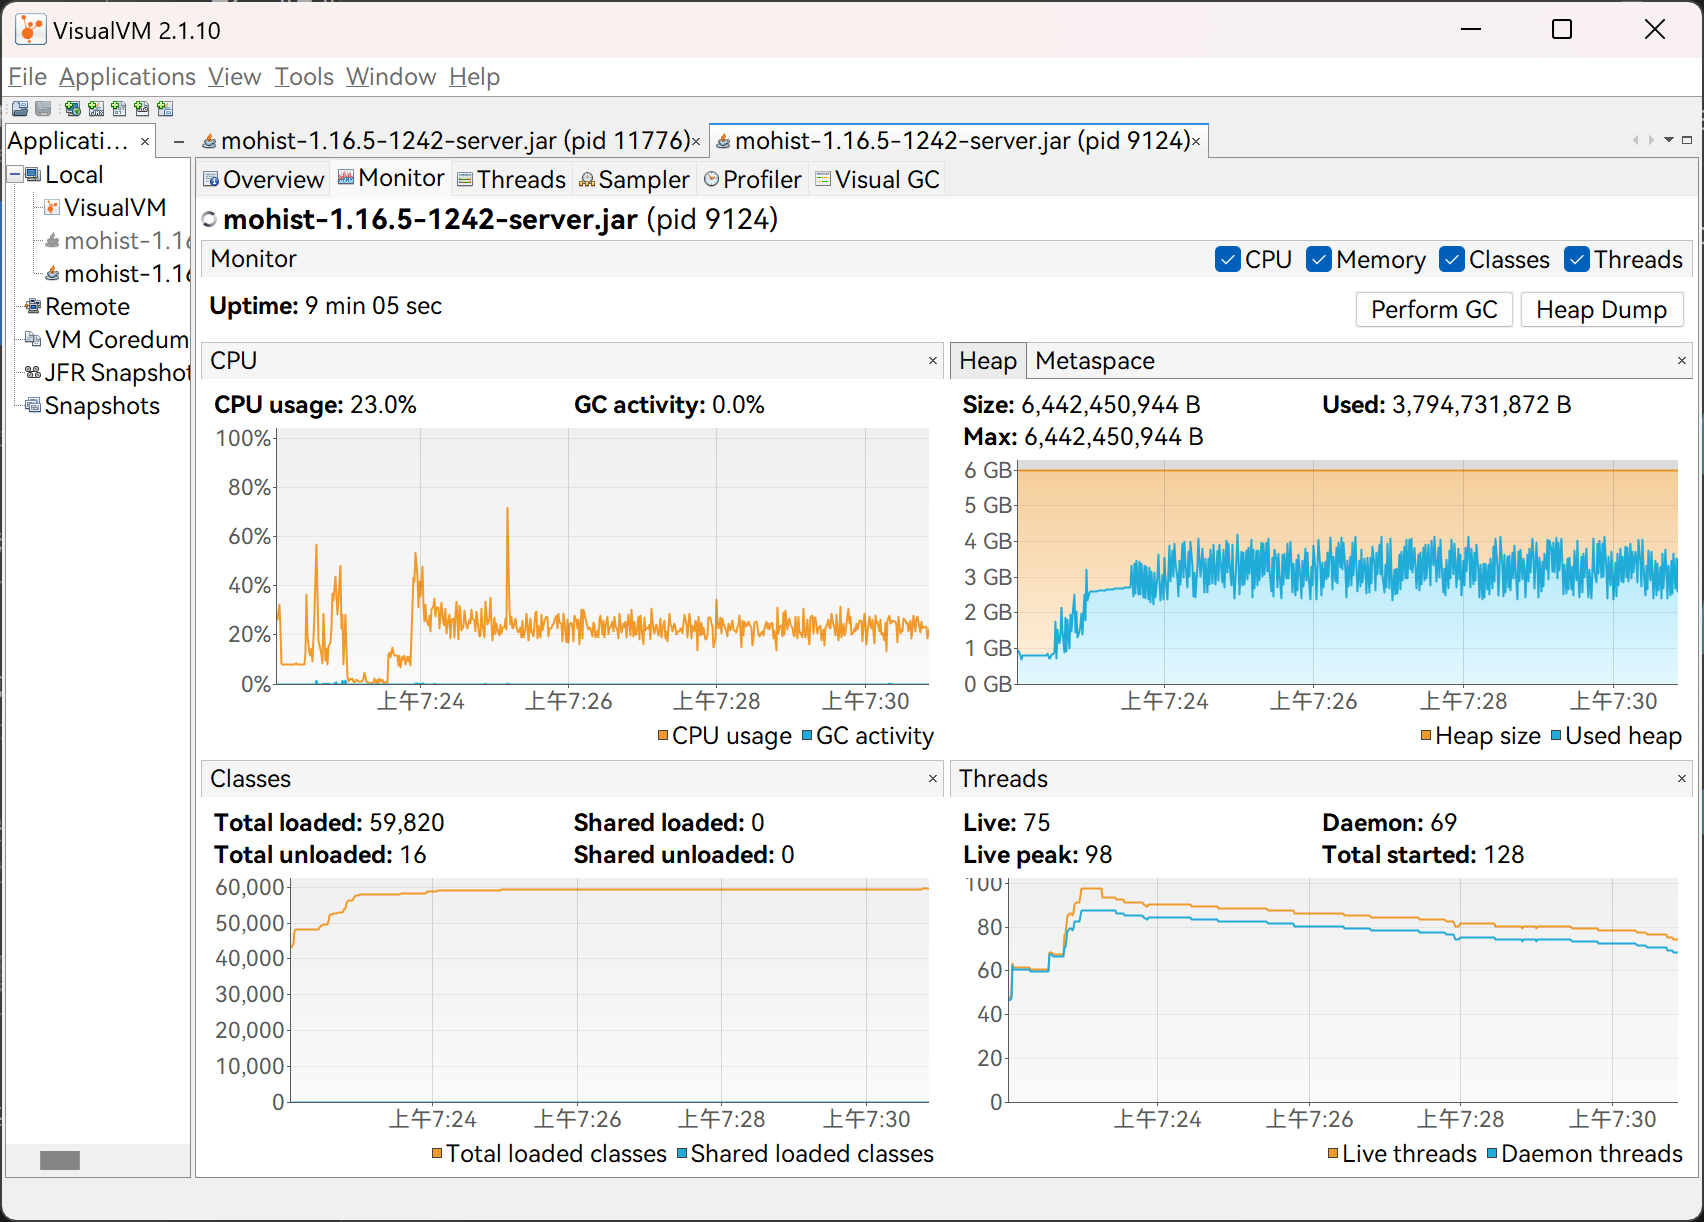 VisualVM 2.1.10
File Applications View Tools Window Help
Applicati... × mohist-1.16.5-1242-server.jar (pid 11776)× mohist-1.16.5-1242-server.jar (pid 9124)×
Local
VisualVM
mohist-1.16
mohist-1.16
Remote
VM Coredum
JFR Snapshot
Snapshots
Overview Monitor Threads Sampler Profiler Visual GC
mohist-1.16.5-1242-server.jar (pid 9124)
Monitor CPU Memory Classes Threads
Uptime: 9 min 05 sec Perform GC Heap Dump
CPU ×
CPU usage: 23.0% GC activity: 0.0%
100%
80%
60%
40%
20%
0%
上午7:24 上午7:26 上午7:28 上午7:30
CPU usage GC activity
Heap Metaspace ×
Size: 6,442,450,944 B Used: 3,794,731,872 B
Max: 6,442,450,944 B
6 GB
5 GB
4 GB
3 GB
2 GB
1 GB
0 GB
上午7:24 上午7:26 上午7:28 上午7:30
Heap size Used heap
Classes ×
Total loaded: 59,820 Shared loaded: 0
Total unloaded: 16 Shared unloaded: 0
60,000
50,000
40,000
30,000
20,000
10,000
0
上午7:24 上午7:26 上午7:28 上午7:30
Total loaded classes Shared loaded classes
Threads ×
Live: 75 Daemon: 69
Live peak: 98 Total started: 128
100
80
60
40
20
0
上午7:24 上午7:26 上午7:28 上午7:30
Live threads Daemon threads